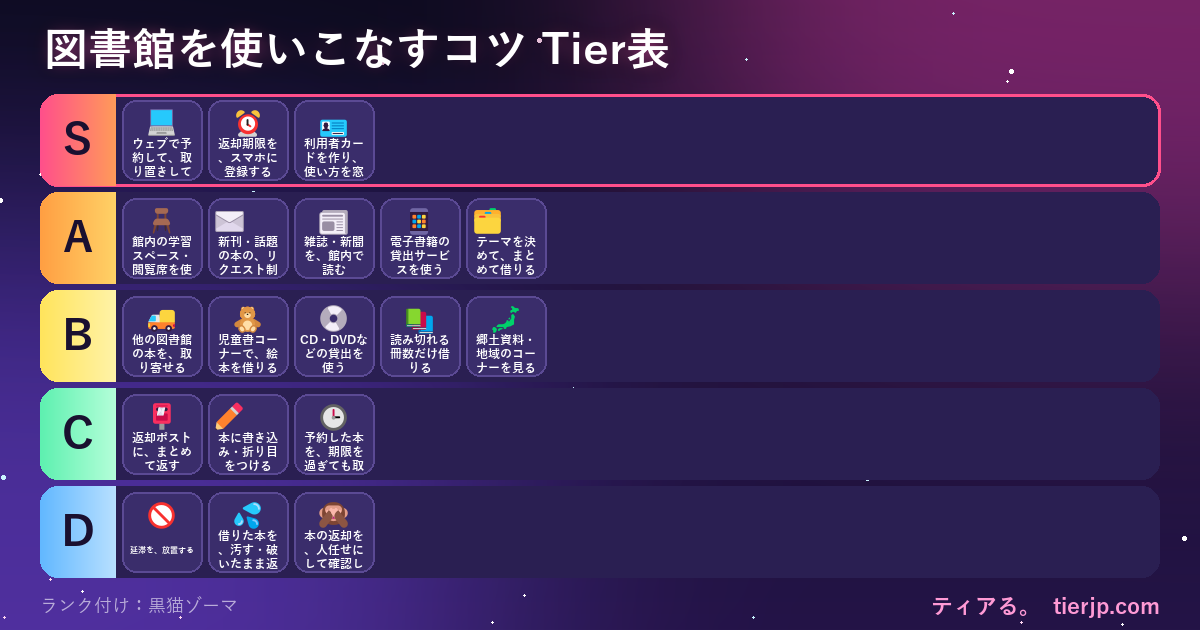 図書館を使いこなすコツ Tier表
S
ウェブで予
約して、取
り置きして
返却期限を
、スマホに
登録する
利用者カー
ドを作り、
使い方を窓
A
館内の学習
スペース・
閲覧席を使
新刊・話題
の本の、リ
クエスト制
雑誌・新聞
を、館内で
読む
電子書籍の
貸出サービ
スを使う
テーマを決
めて、まと
めて借りる
B
他の図書館
の本を、取
り寄せる
児童書コー
ナーで、絵
本を借りる
CD・DVDな
どの貸出を
使う
読み切れる
冊数だけ借
りる
郷土資料・
地域のコー
ナーを見る
C
返却ポスト
に、まとめ
て返す
本に書き込
み・折り目
をつける
予約した本
を、期限を
過ぎても取
D
延滞を、放置する
借りた本を
、汚す・破
いたまま返
本の返却を
、人任せに
して確認し
ランク付け：黒猫ゾーマ
ティアる。 tierjp.com